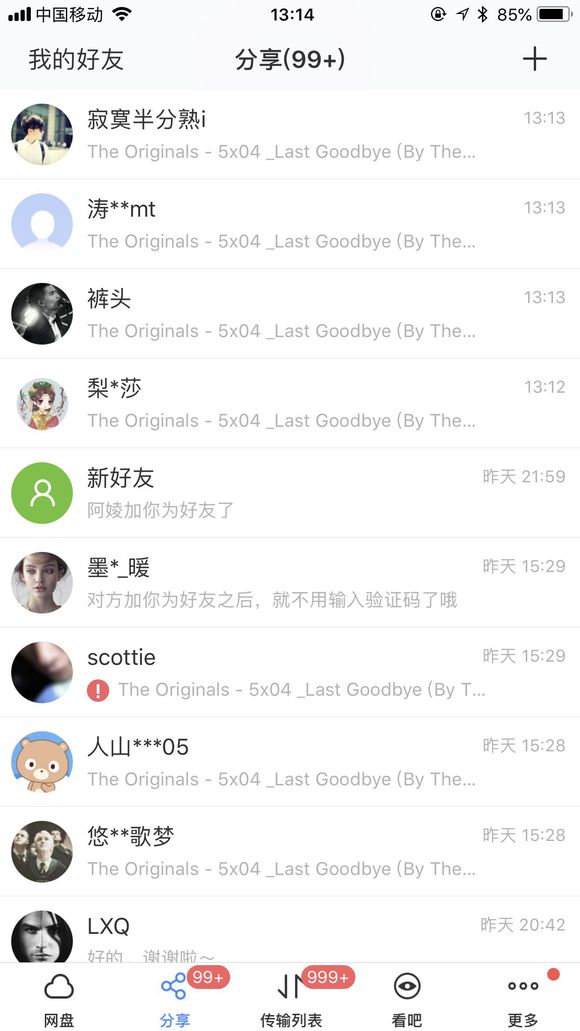 中国移动 13:14 85%
我的好友 分享(99+)
寂寞半分熟i 13:13
The Originals - 5x04 _Last Goodbye (By The...
涛**mt 13:13
The Originals - 5x04 _Last Goodbye (By The...
裤头 13:13
The Originals - 5x04 _Last Goodbye (By The...
梨*莎 13:12
The Originals - 5x04 _Last Goodbye (By The...
新好友 昨天 21:59
阿婈加你为好友了
墨*_暖 昨天 15:29
对方加你为好友之后，就不用输入验证码了哦
scottie 昨天 15:29
The Originals - 5x04 _Last Goodbye (By T...
人山***05 昨天 15:28
The Originals - 5x04 _Last Goodbye (By The...
悠**歌梦 昨天 15:28
The Originals - 5x04 _Last Goodbye (By The...
LXQ 昨天 20:42
好的，谢谢啦～
99+ 999+
网盘 分享 传输列表 看吧 更多